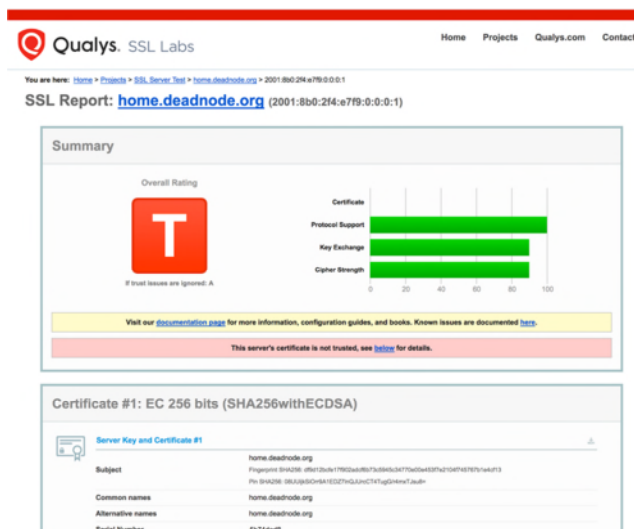 Qualys. SSL Labs
Home Projects Qualys.com Contact
You are here: Home > Projects > SSL Server Test > home.deadnode.org > 2001:8b0:2f4:e7f9:0:0:0:1
SSL Report: home.deadnode.org (2001:8b0:2f4:e7f9:0:0:0:1)
Summary
Overall Rating
T
If trust issues are ignored: A
Certificate
Protocol Support
Key Exchange
Cipher Strength
0 20 40 60 80 100
Visit our documentation page for more information, configuration guides, and books. Known issues are documented here.
This server's certificate is not trusted, see below for details.
Certificate #1: EC 256 bits (SHA256withECDSA)
Server Key and Certificate #1
Subject
home.deadnode.org
Fingerprint SHA256:
Pin SHA256:
Common names home.deadnode.org
Alternative names home.deadnode.org
Serial Number